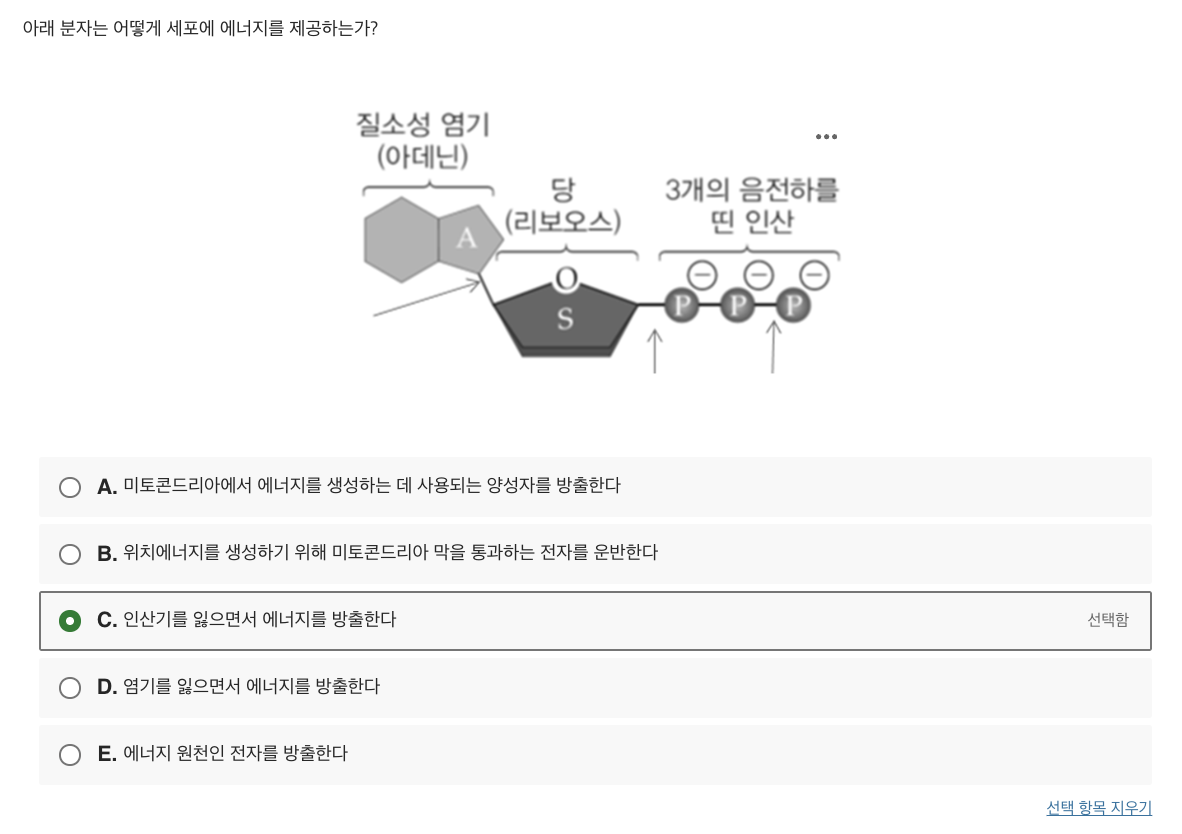 아래 분자는 어떻게 세포에 에너지를 제공하는가?
질소성 염기
(아데닌)
당
(리보오스)
3개의 음전하를
띤 인산
A
O
S
P P P
A. 미토콘드리아에서 에너지를 생성하는 데 사용되는 양성자를 방출한다
B. 위치에너지를 생성하기 위해 미토콘드리아 막을 통과하는 전자를 운반한다
C. 인산기를 잃으면서 에너지를 방출한다 선택함
D. 염기를 잃으면서 에너지를 방출한다
E. 에너지 원천인 전자를 방출한다
선택 항목 지우기